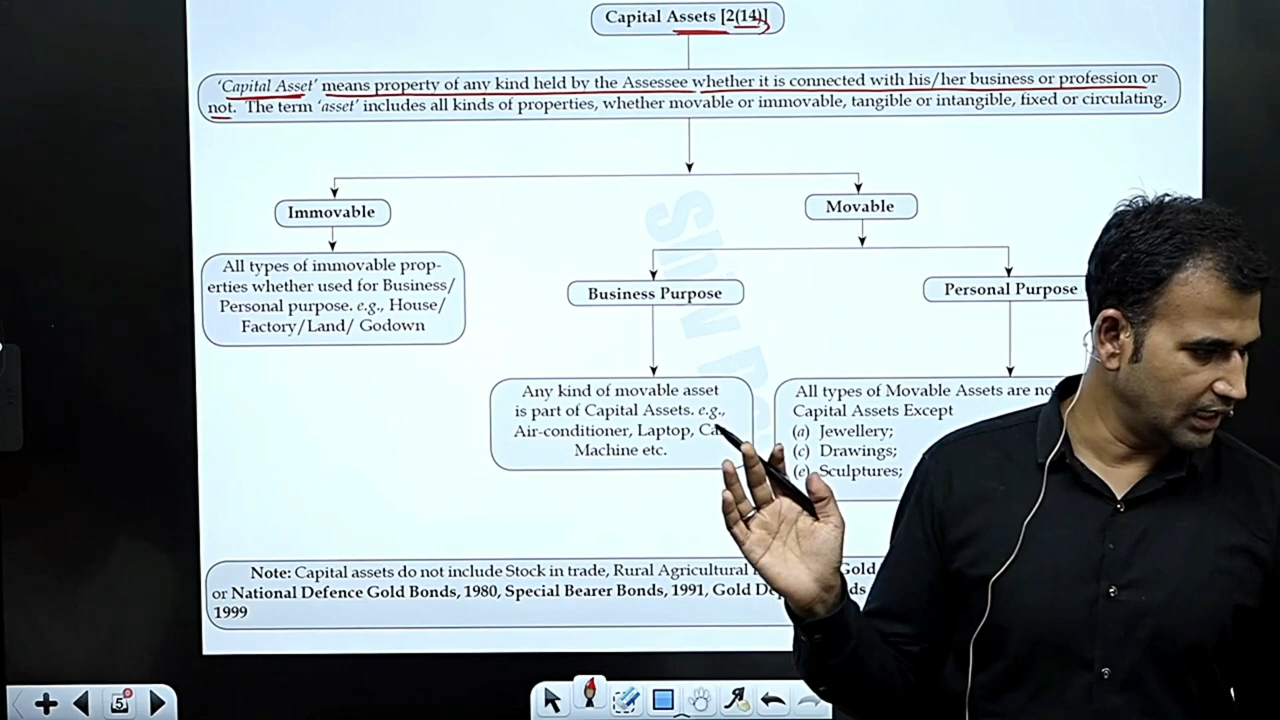 Capital Assets [2(14)]
'Capital Asset' means property of any kind held by the Assessee whether it is connected with his/her business or profession or
not. The term 'asset' includes all kinds of properties, whether movable or immovable, tangible or intangible, fixed or circulating.
Immovable
Movable
All types of immovable prop-
erties whether used for Business/
Personal purpose. e.g., House/
Factory/Land/ Godown
Business Purpose
Personal Purpose
Any kind of movable asset
is part of Capital Assets. e.g.,
Air-conditioner, Laptop,
Machine etc.
All types of Movable Assets are
Capital Assets Except
(a) Jewellery;
(c) Drawings;
(e) Sculptures;
Note: Capital assets do not include Stock in trade, Rural Agricultural Gold
or National Defence Gold Bonds, 1980, Special Bearer Bonds, 1991, Gold
1999
Shiv
5
0